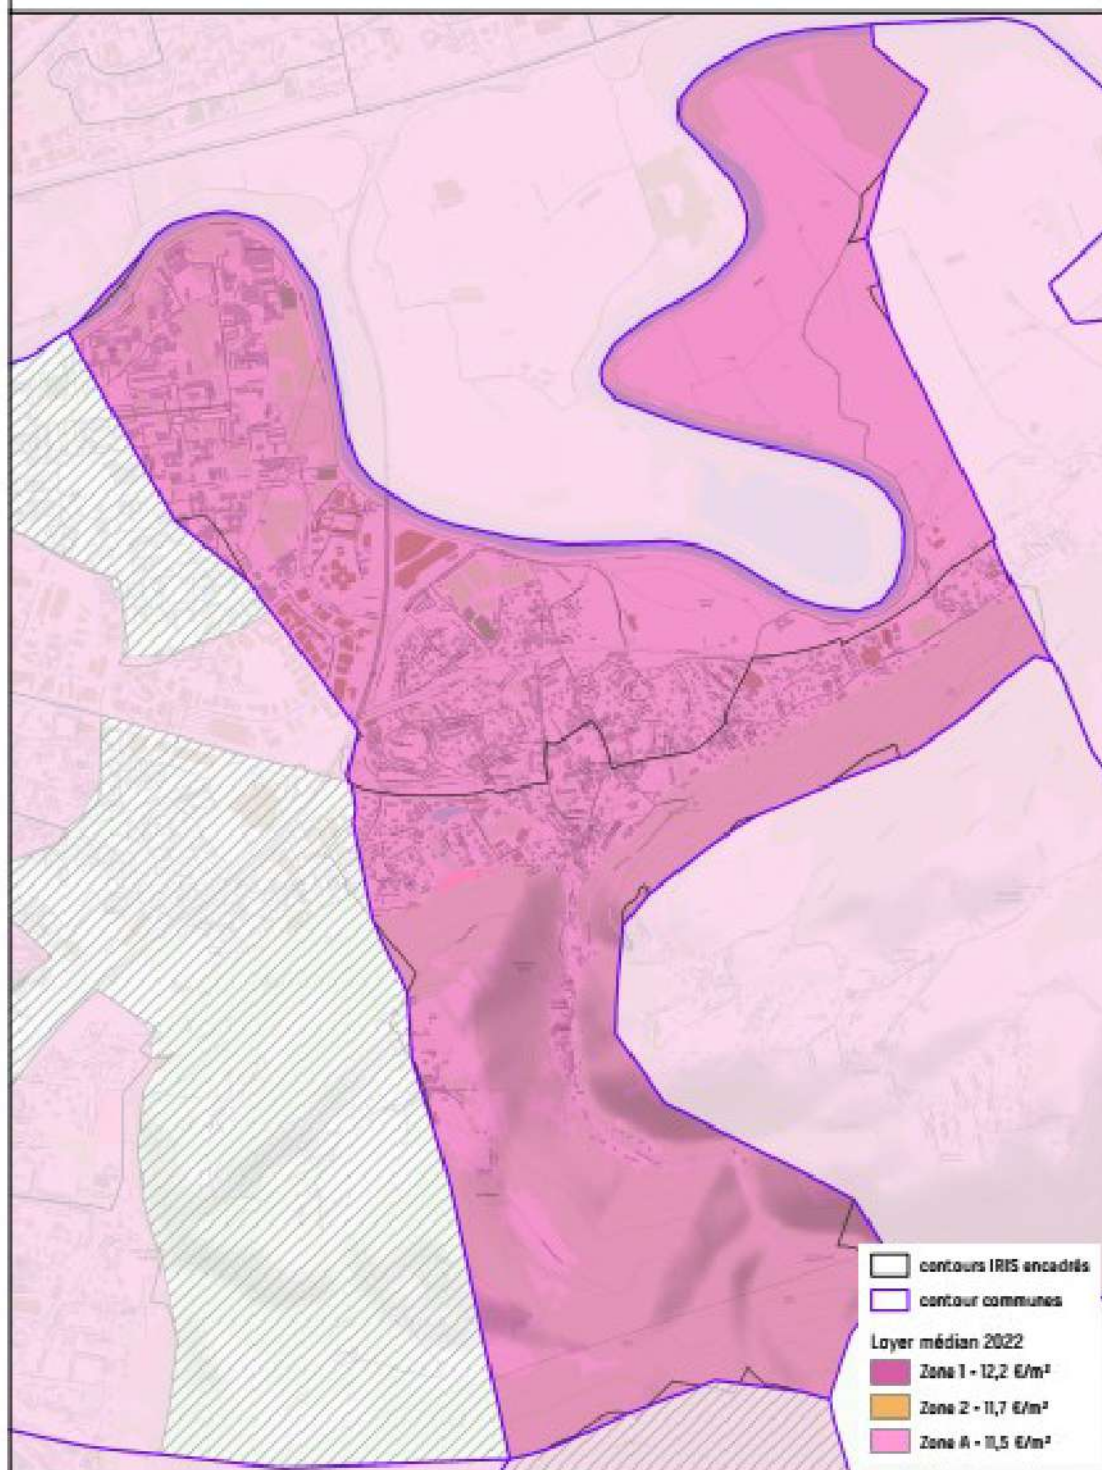 contours IRIS encadrés
contour communes
Loyer médian 2022
Zone 1 - 12,2 €/m²
Zone 2 - 11,7 €/m²
Zone A - 11,5 €/m²